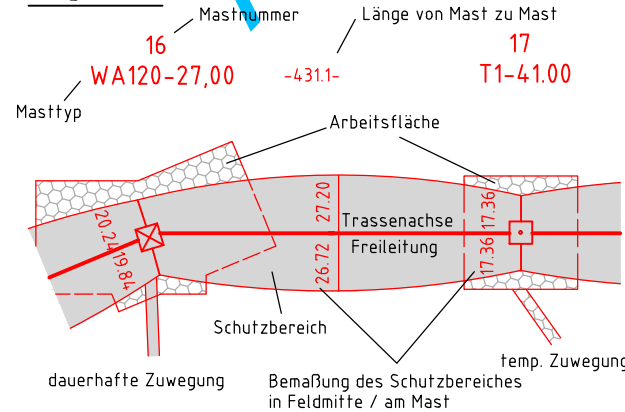 Mastnummer
Länge von Mast zu Mast
16
17
WA120-27,00
-431.1-
T1-41.00
Masttyp
Arbeitsfläche
20.24
19.84
27.20
26.72
Trassenachse
Freileitung
17.36
17.36
Schutzbereich
dauerhafte Zuwegung
temp. Zuwegung
Bemaßung des Schutzbereiches
in Feldmitte / am Mast